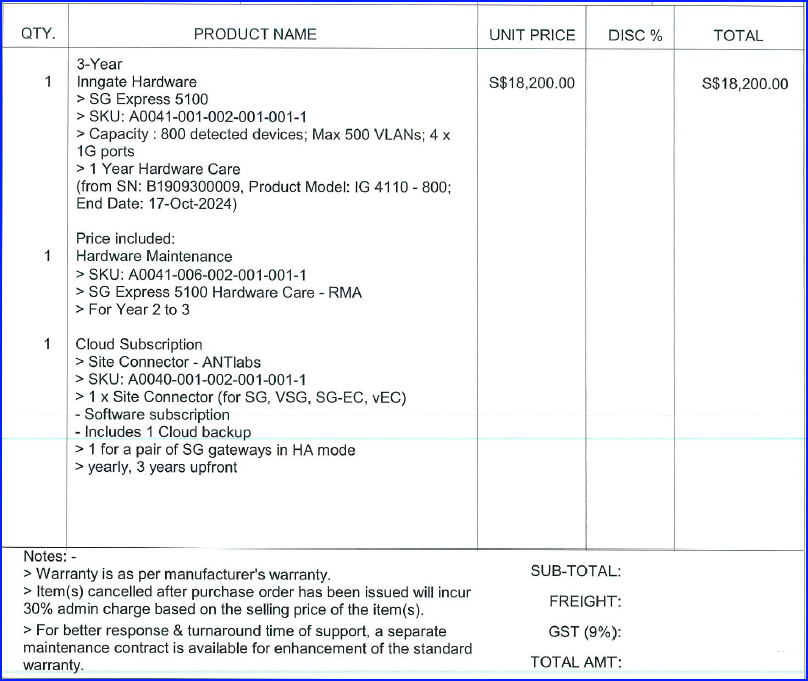 QTY. PRODUCT NAME UNIT PRICE DISC % TOTAL
3-Year
1 Inngate Hardware S$18,200.00 S$18,200.00
> SG Express 5100
> SKU: A0041-001-002-001-001-1
> Capacity : 800 detected devices; Max 500 VLANs; 4 x
1G ports
> 1 Year Hardware Care
(from SN: B1909300009, Product Model: IG 4110 - 800;
End Date: 17-Oct-2024)
Price included:
1 Hardware Maintenance
> SKU: A0041-006-002-001-001-1
> SG Express 5100 Hardware Care - RMA
> For Year 2 to 3
1 Cloud Subscription
> Site Connector - ANTlabs
> SKU: A0040-001-002-001-001-1
> 1 x Site Connector (for SG, VSG, SG-EC, vEC)
- Software subscription
- Includes 1 Cloud backup
> 1 for a pair of SG gateways in HA mode
> yearly, 3 years upfront
Notes: -
> Warranty is as per manufacturer's warranty.
> Item(s) cancelled after purchase order has been issued will incur
30% admin charge based on the selling price of the item(s).
> For better response & turnaround time of support, a separate
maintenance contract is available for enhancement of the standard
warranty.
SUB-TOTAL:
FREIGHT:
GST (9%):
TOTAL AMT: